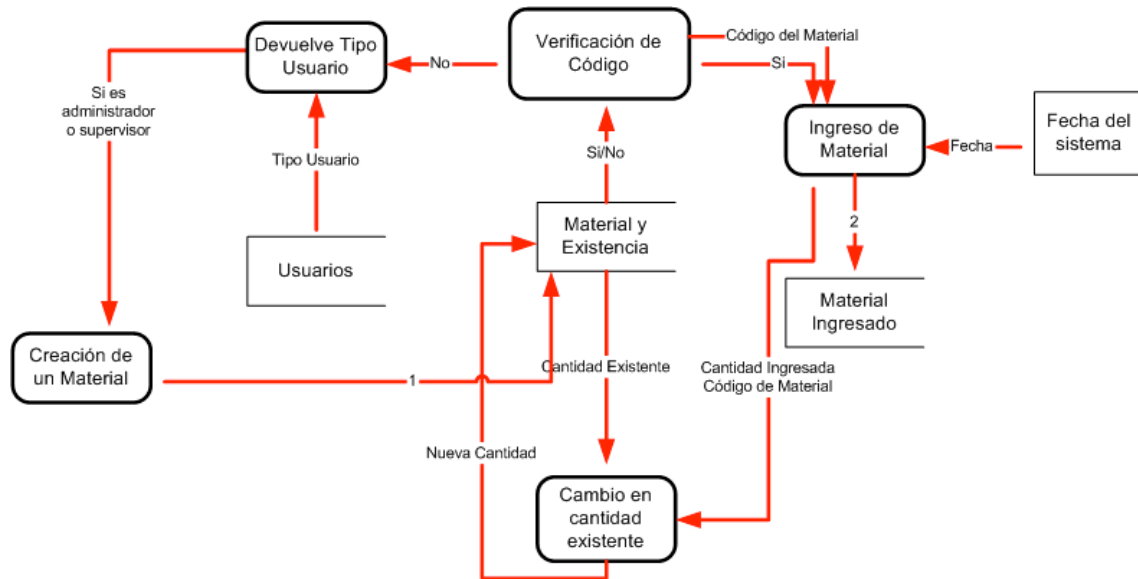 Devuelve Tipo
Usuario
No
Verificación de
Código
Código del Material
Si
Si es
administrador
o supervisor
Ingreso de
Material
Fecha
Fecha del
sistema
Tipo Usuario
Si/No
Usuarios
Material y
Existencia
2
Material
Ingresado
Creación de
un Material
1
Cantidad Existente
Cantidad Ingresada
Código de Material
Nueva Cantidad
Cambio en
cantidad
existente